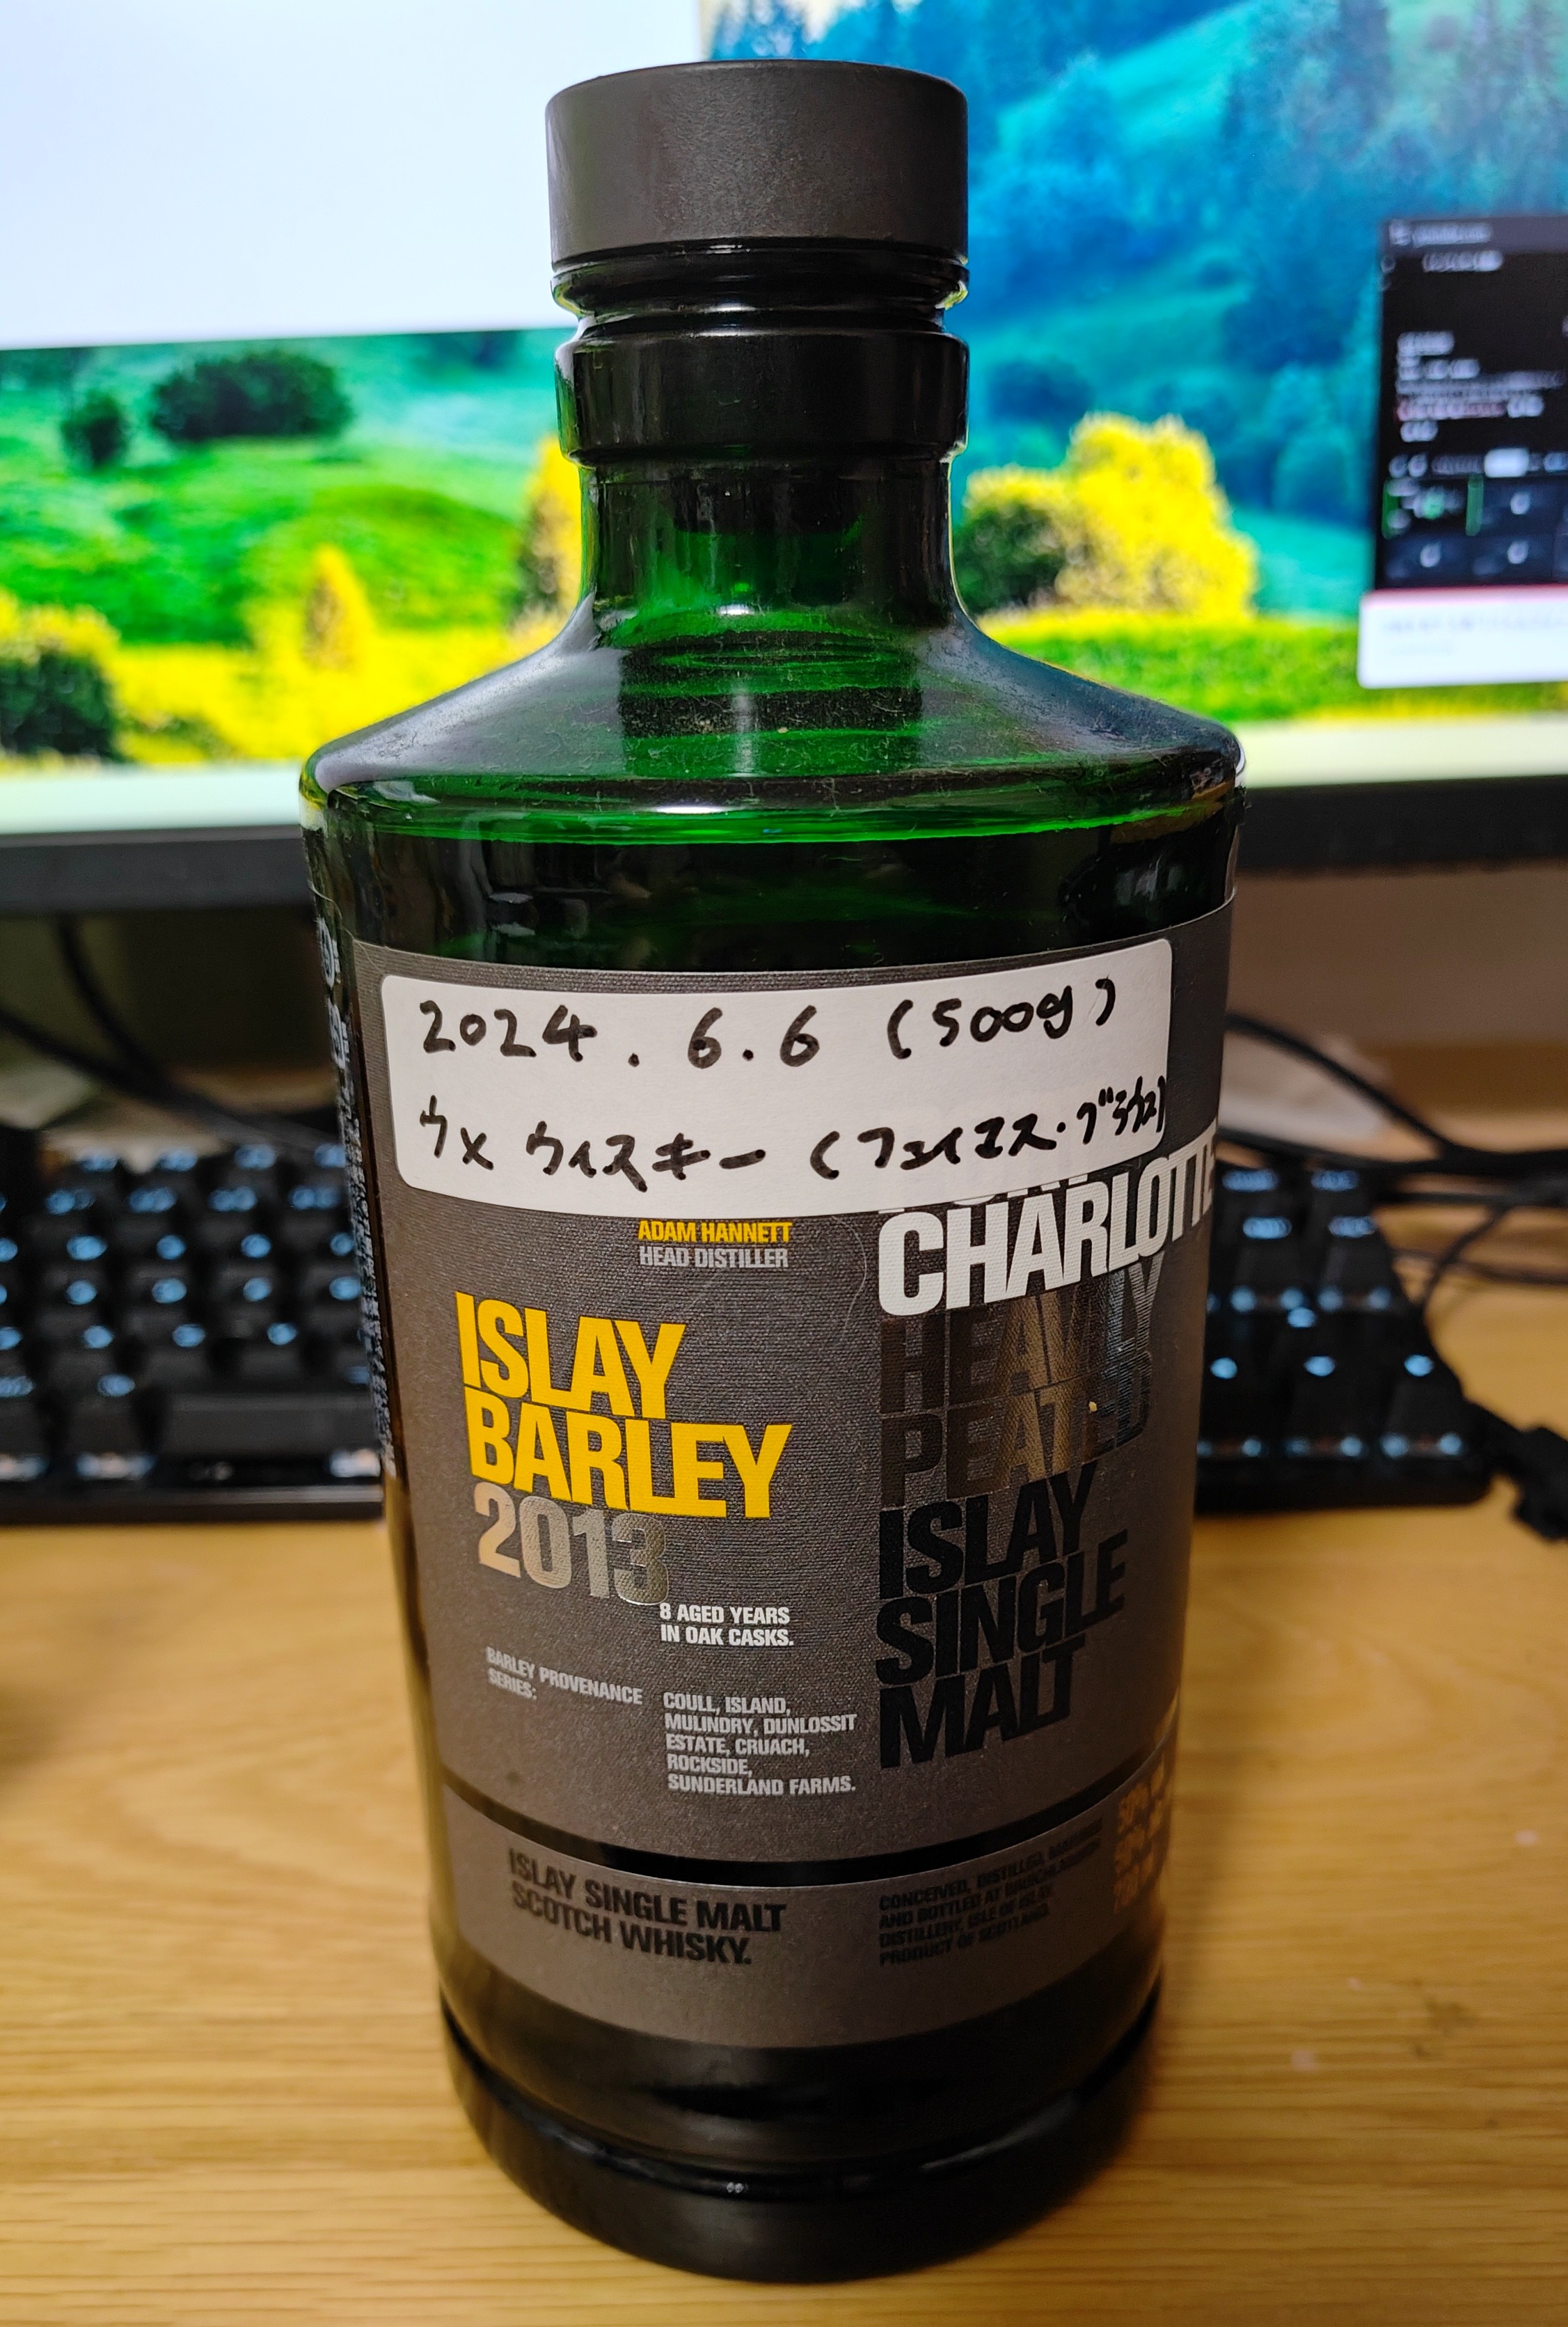 2024.6.6 (500g)
ウメウィスキー (フェイマス・グラウス)
CHARLOTTE
HEAVILY
PEATED
ISLAY
SINGLE
MALT
ADAM HANNETT
HEAD DISTILLER
ISLAY
BARLEY
2013
8 AGED YEARS
IN OAK CASKS.
BARLEY PROVENANCE
SERIES:
COULL, ISLAND,
MULINDRY, DUNLOSSIT
ESTATE, CRUACH,
ROCKSIDE,
SUNDERLAND FARMS.
ISLAY SINGLE MALT
SCOTCH WHISKY.
CONCEIVED, DISTILLED, MATURED
AND BOTTLED AT BRUICHLADDICH
DISTILLERY, ISLE OF ISLAY.
PRODUCT OF SCOTLAND.
50%